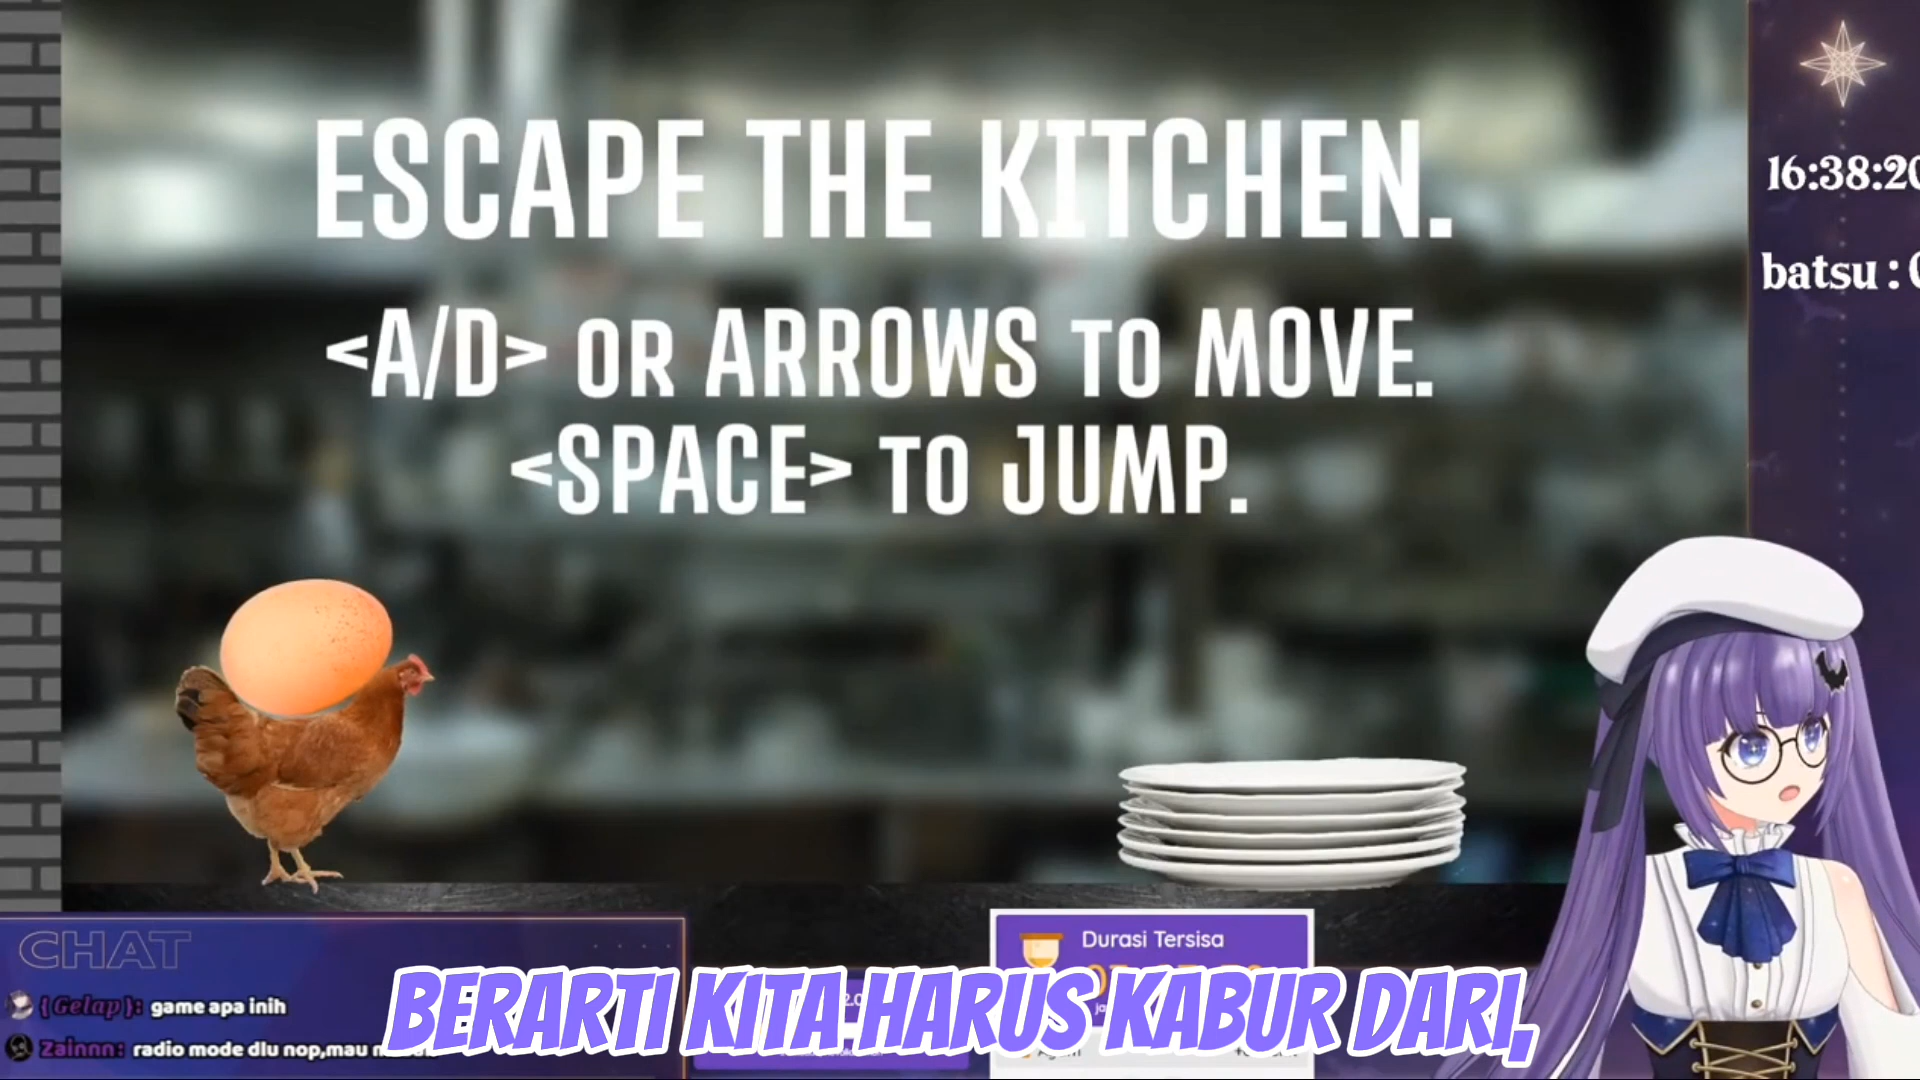 ESCAPE THE KITCHEN.
<A/D> OR ARROWS TO MOVE.
<SPACE> TO JUMP.
16:38:20
batsu :
CHAT
{Gelap}: game apa inih
Zainnn: radio mode dlu nop,mau
Durasi Tersisa
BERARTI KITA HARUS KABUR DARI,